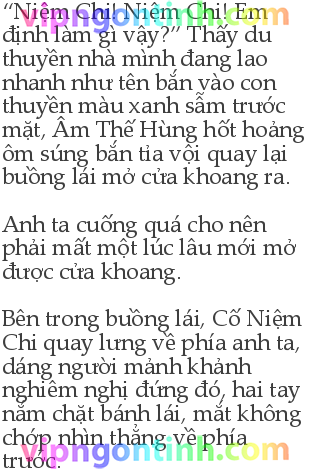 “Niệm Chi! Niệm Chi! Em
định làm gì vậy?” Thấy du
thuyền nhà mình đang lao
nhanh như tên bắn vào con
thuyền màu xanh sẫm trước
mặt, Âm Thế Hùng hốt hoảng
ôm súng bắn tỉa vội quay lại
buồng lái mở cửa khoang ra.
Anh ta cuống quá cho nên
phải mất một lúc lâu mới mở
được cửa khoang.
Bên trong buồng lái, Cố Niệm
Chi quay lưng về phía anh ta,
dáng người mảnh khảnh
nghiêm nghị đứng đó, hai tay
nắm chặt bánh lái, mắt không
chớp nhìn thẳng về phía
trước.
vipngontinh.com
vipngontinh.com